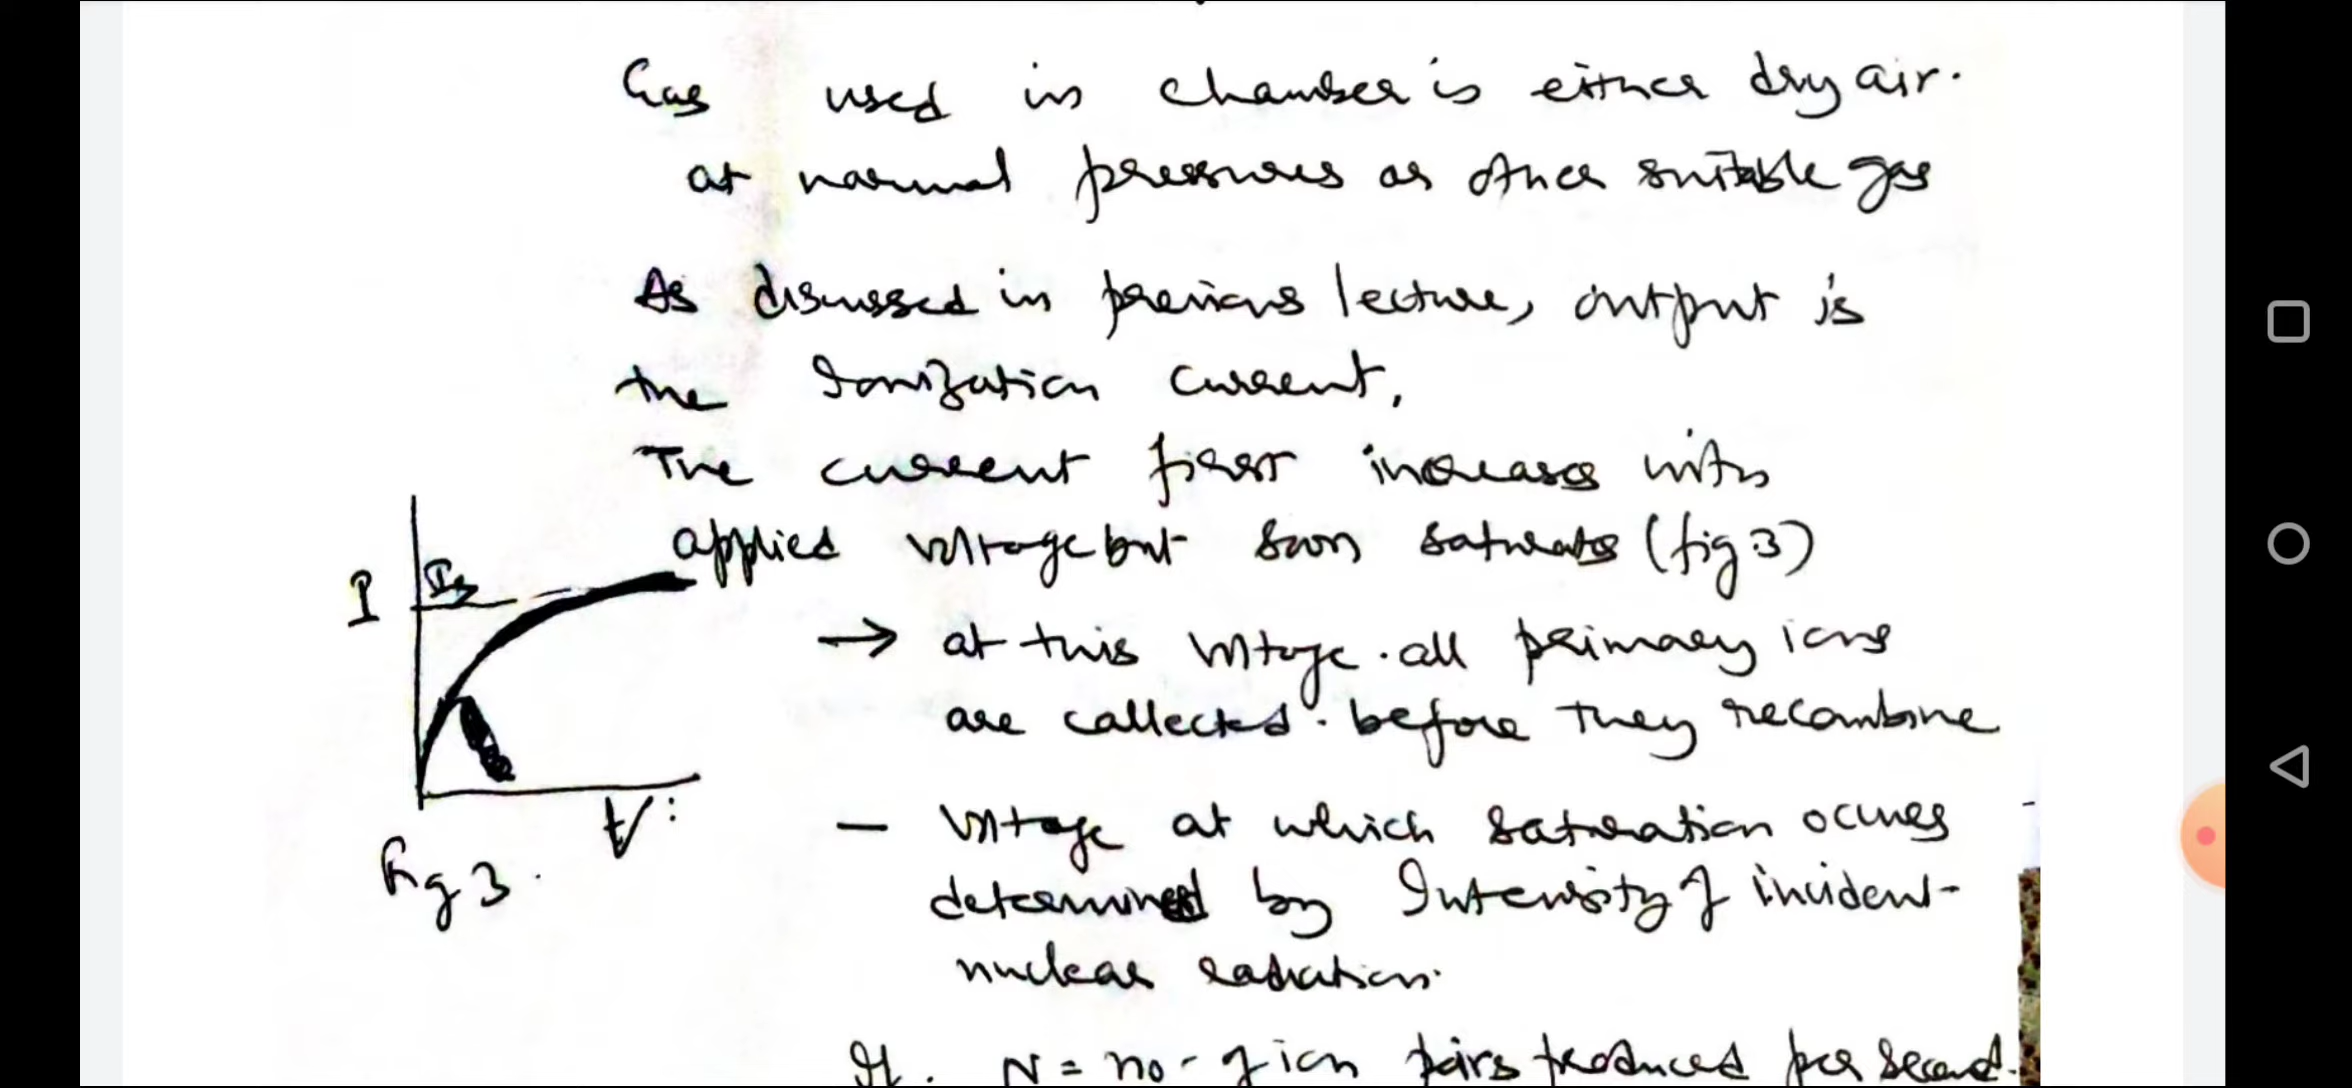 Gas used in chamber is either dry air.
at normal pressures or other suitable gas
As discussed in previous lecture, output is
the Ionization current.
The current first increases with
applied voltage but soon saturates (fig 3)
I
Is
→ at this voltage all primary ions
are collected before they recombine
V
fig 3.
— Voltage at which saturation occurs
determined by Intensity of incident
nuclear radiation.
If. N = no. of ion pairs produced per second.